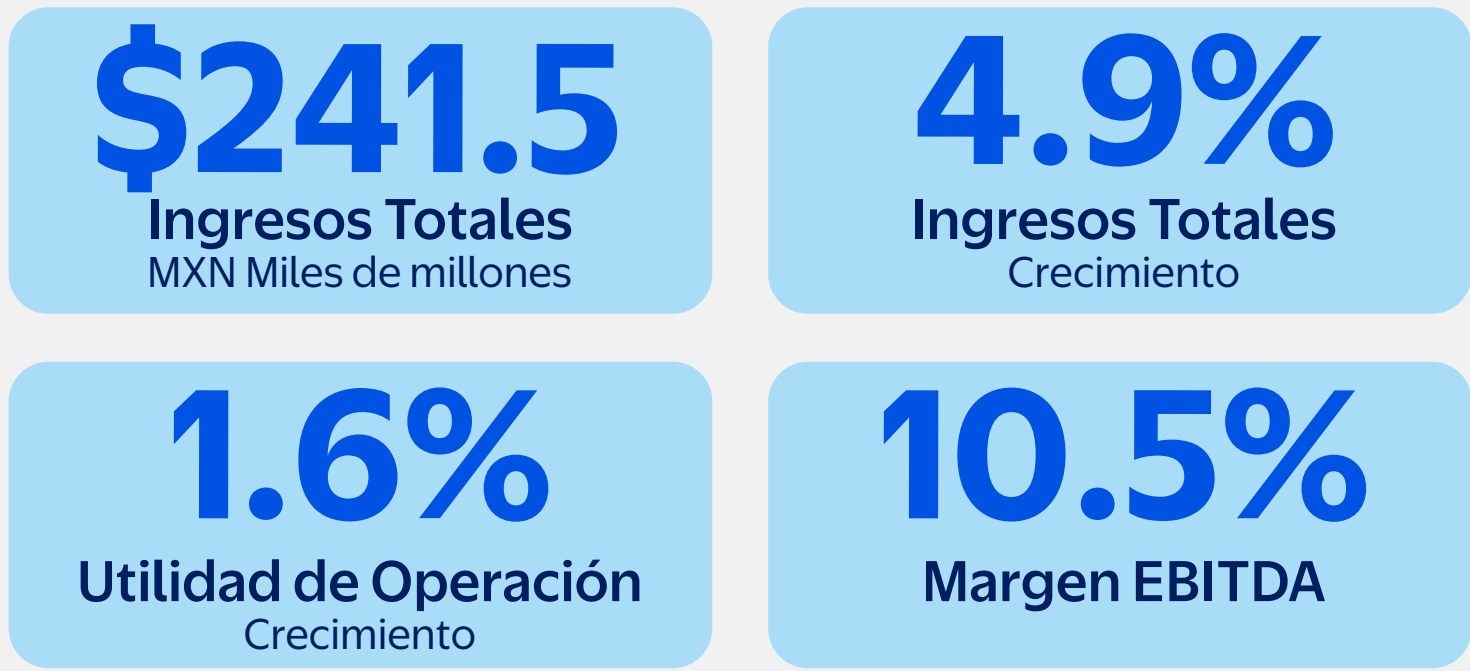 $241.5
Ingresos Totales
MXN Miles de millones
4.9%
Ingresos Totales
Crecimiento
1.6%
Utilidad de Operación
Crecimiento
10.5%
Margen EBITDA